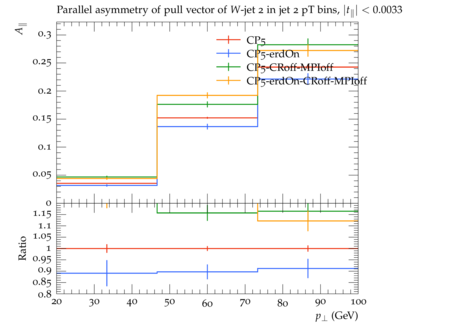 Parallel asymmetry of pull vector of W-jet 2 in jet 2 pT bins, |t∥| < 0.0033
A∥
0.3
0.25
0.2
0.15
0.1
0.05
0
CP5
CP5-erdOn
CP5-CRoff-MPIoff
CP5-erdOn-CRoff-MPIoff
Ratio
1.15
1.1
1.05
1
0.95
0.9
0.85
0.8
20 30 40 50 60 70 80 90 100
p⊥ (GeV)